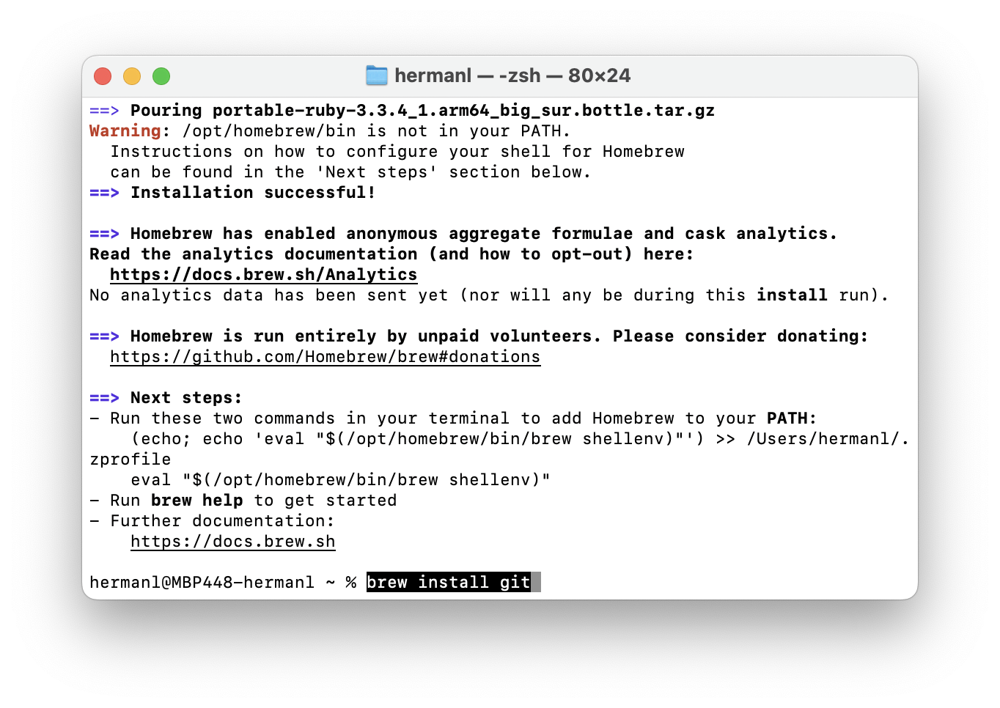 hermanl — -zsh — 80×24
==> Pouring portable-ruby-3.3.4_1.arm64_big_sur.bottle.tar.gz
Warning: /opt/homebrew/bin is not in your PATH.
  Instructions on how to configure your shell for Homebrew
  can be found in the 'Next steps' section below.
==> Installation successful!

==> Homebrew has enabled anonymous aggregate formulae and cask analytics.
Read the analytics documentation (and how to opt-out) here:
  https://docs.brew.sh/Analytics
No analytics data has been sent yet (nor will any be during this install run).

==> Homebrew is run entirely by unpaid volunteers. Please consider donating:
  https://github.com/Homebrew/brew#donations

==> Next steps:
- Run these two commands in your terminal to add Homebrew to your PATH:
    (echo; echo 'eval "$(/opt/homebrew/bin/brew shellenv)"') >> /Users/hermanl/.
zprofile
    eval "$(/opt/homebrew/bin/brew shellenv)"
- Run brew help to get started
- Further documentation:
    https://docs.brew.sh

hermanl@MBP448-hermanl ~ % brew install git